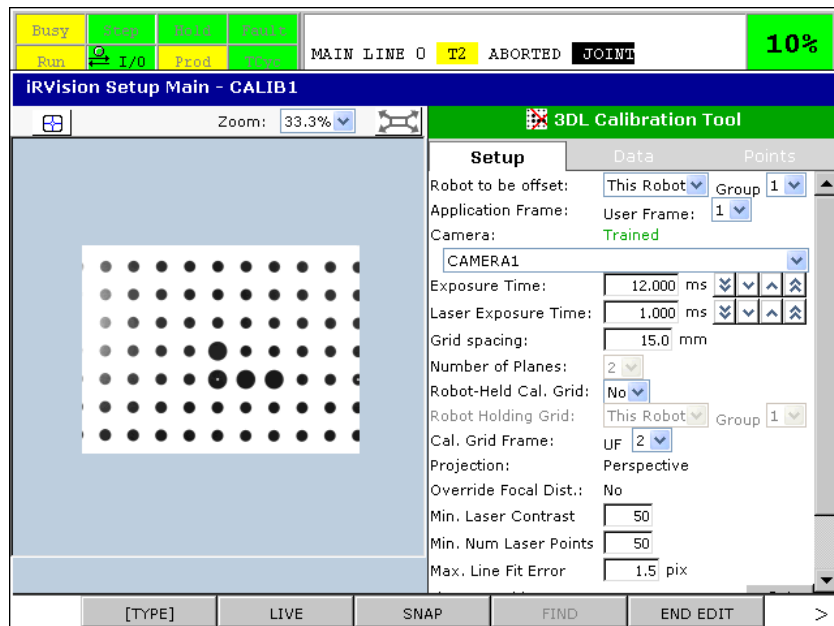 Busy Step Hold Fault
Run I/O Prod TCyc
MAIN LINE 0 T2 ABORTED JOINT
10%
iRVision Setup Main - CALIB1
Zoom: 33.3%
3DL Calibration Tool
Setup Data Points
Robot to be offset: This Robot Group 1
Application Frame: User Frame: 1
Camera: Trained
CAMERA1
Exposure Time: 12.000 ms
Laser Exposure Time: 1.000 ms
Grid spacing: 15.0 mm
Number of Planes: 2
Robot-Held Cal. Grid: No
Robot Holding Grid: This Robot Group 1
Cal. Grid Frame: UF 2
Projection: Perspective
Override Focal Dist.: No
Min. Laser Contrast 50
Min. Num Laser Points 50
Max. Line Fit Error 1.5 pix
[TYPE] LIVE SNAP FIND END EDIT >